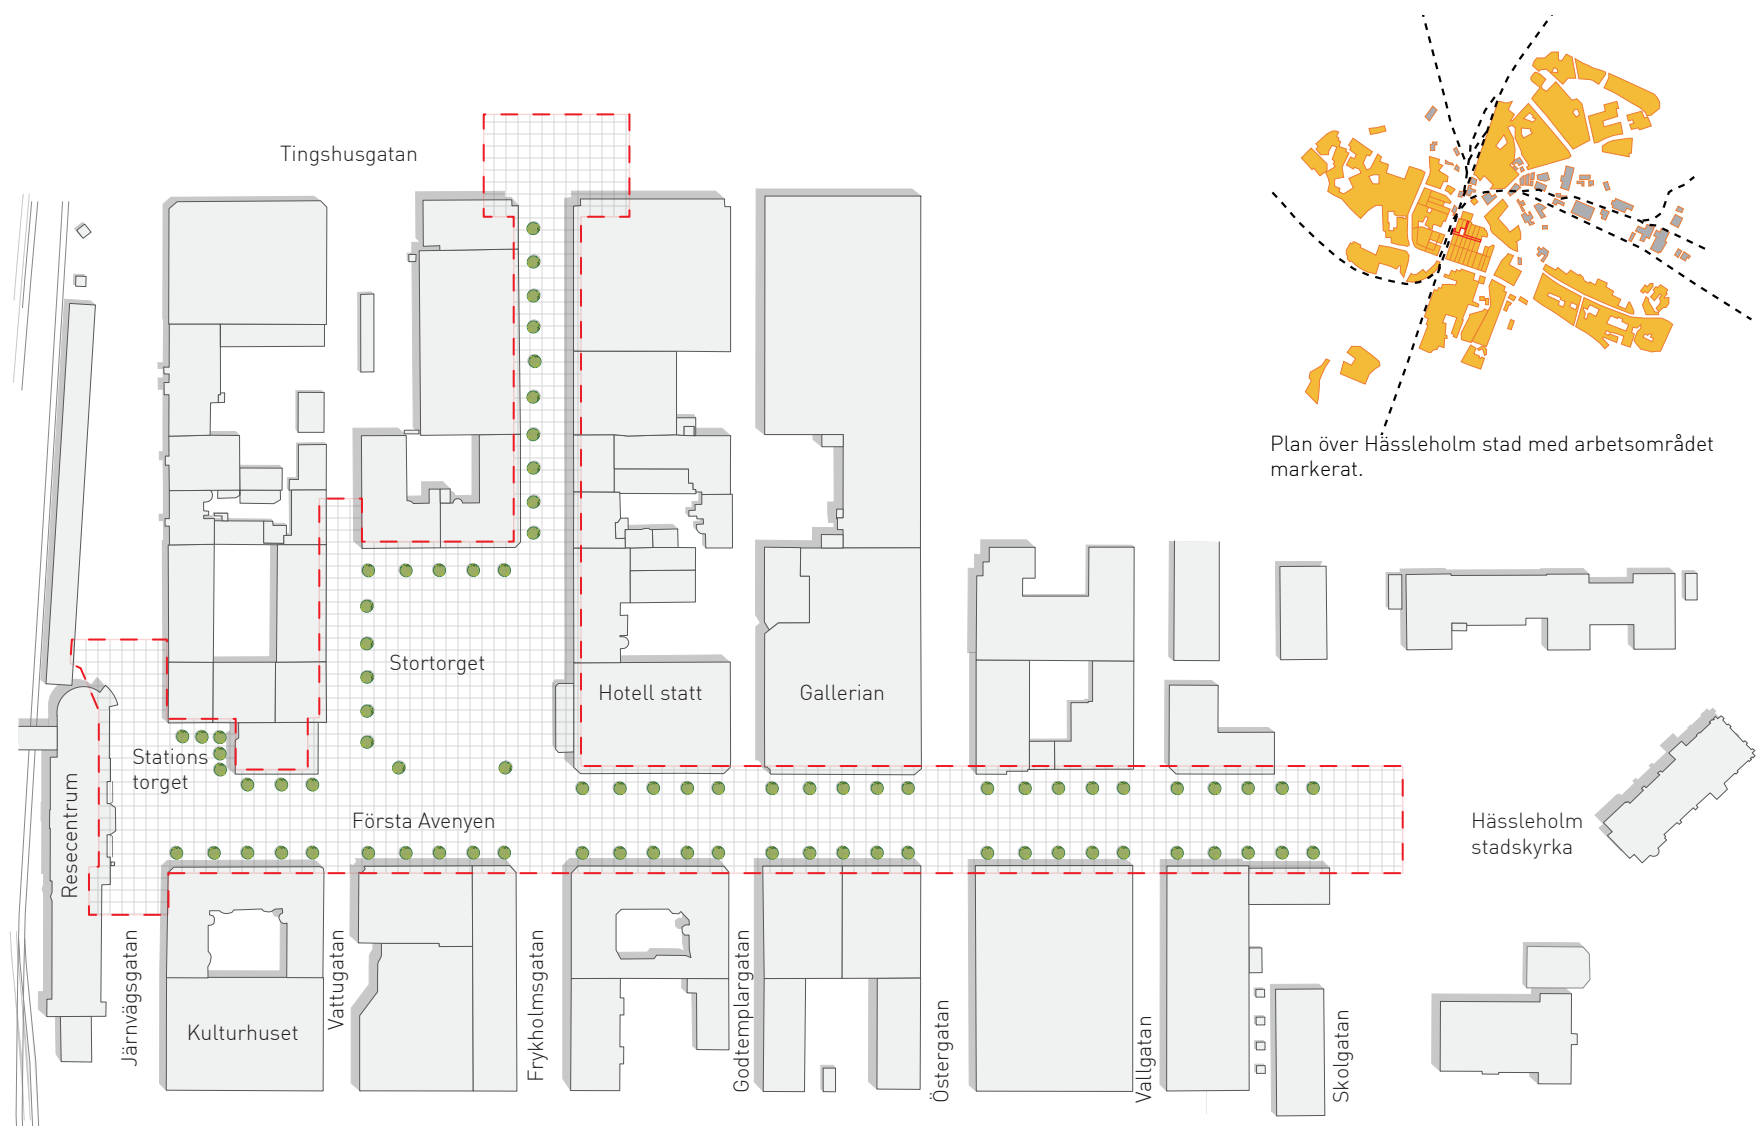 Tingshusgatan
Plan över Hässleholm stad med arbetsområdet
markerat.
Stortorget
Hotell statt
Gallerian
Stations
torget
Resecentrum
Första Avenyen
Hässleholm
stadskyrka
Järnvägsgatan
Kulturhuset
Vattugatan
Frykholmsgatan
Godtemplargatan
Östergatan
Vallgatan
Skolgatan